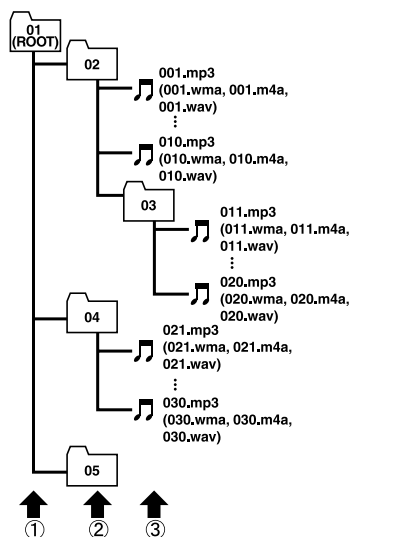 01
(ROOT)
02
001.mp3
(001.wma, 001.m4a,
001.wav)
010.mp3
(010.wma, 010.m4a,
010.wav)
03
011.mp3
(011.wma, 011.m4a,
011.wav)
020.mp3
(020.wma, 020.m4a,
020.wav)
04
021.mp3
(021.wma, 021.m4a,
021.wav)
030.mp3
(030.wma, 030.m4a,
030.wav)
05
① ② ③